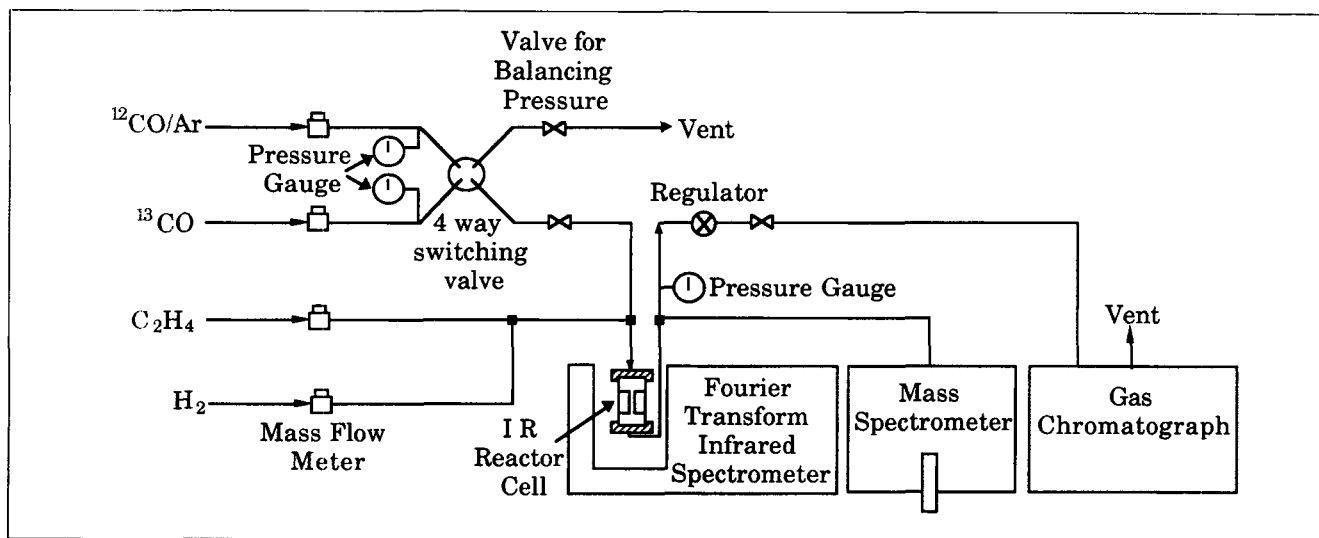 Valve for
Balancing
Pressure
¹²CO/Ar
Vent
Pressure
Gauge
Regulator
¹³CO
4 way
switching
valve
Pressure Gauge
C₂H₄
Vent
H₂
Mass Flow
Meter
I R
Reactor
Cell
Fourier
Transform
Infrared
Spectrometer
Mass
Spectrometer
Gas
Chromatograph